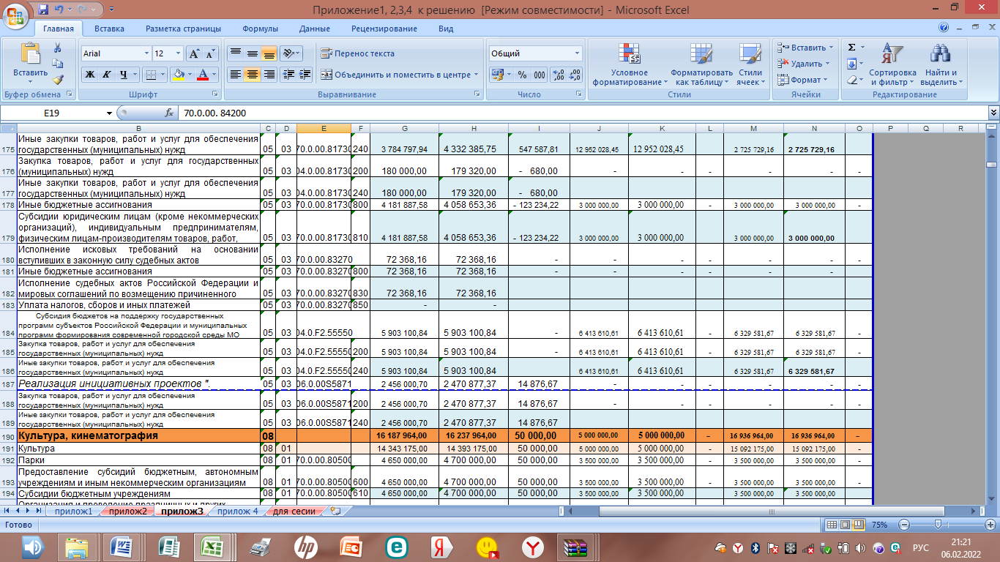 Приложение1, 2,3,4 к решению [Режим совместимости] - Microsoft Excel
Главная Вставка Разметка страницы Формулы Данные Рецензирование Вид
Вставить Arial 12 Перенос текста Общий Условное форматирование Форматировать как таблицу Стили ячеек Вставить Сортировка и фильтр Найти и выделить
Ж К Ч Объединить и поместить в центре % 000 Удалить
Формат
Буфер обмена Шрифт Выравнивание Число Стили Ячейки Редактирование
E19 fx 70.0.00. 84200
B C D E F G H I J K L M N O P Q R
175 Иные закупки товаров, работ и услуг для обеспечения
государственных (муниципальных) нужд 05 03 70.0.00.81730 240 3 784 797,94 4 332 385,75 547 587,81 12 952 028,45 12 952 028,45 2 725 729,16 2 725 729,16
176 Закупка товаров, работ и услуг для государственных
(муниципальных) нужд 05 03 04.0.00.81730 200 180 000,00 179 320,00 - 680,00 - - - - - -
177 Иные закупки товаров, работ и услуг для обеспечения
государственных (муниципальных) нужд 05 03 04.0.00.81730 240 180 000,00 179 320,00 - 680,00
178 Иные бюджетные ассигнования 05 03 70.0.00.81730 800 4 181 887,58 4 058 653,36 - 123 234,22 3 000 000,00 3 000 000,00 - 3 000 000,00 3 000 000,00 -
179 Субсидии юридическим лицам (кроме некоммерческих
организаций), индивидуальным предпринимателям,
физическим лицам-производителям товаров, работ, 05 03 70.0.00.81730 810 4 181 887,58 4 058 653,36 - 123 234,22 3 000 000,00 3 000 000,00 3 000 000,00 3 000 000,00
180 Исполнение исковых требований на основании
вступивших в законную силу судебных актов 05 03 70.0.00.83270 72 368,16 72 368,16 - - - - - - -
181 Иные бюджетные ассигнования 05 03 70.0.00.83270 800 72 368,16 72 368,16 - - - - - - -
182 Исполнение судебных актов Российской Федерации и
мировых соглашений по возмещению причиненного 05 03 70.0.00.83270 830 72 368,16 72 368,16
183 Уплата налогов, сборов и иных платежей 05 03 70.0.00.83270 850 - -
184 Субсидия бюджетов на поддержку государственных
программ субъектов Российской Федерации и муниципальных
программ формирования современной городской среды МО 05 03 04.0.F2.55550 5 903 100,84 5 903 100,84 - 6 413 610,61 6 413 610,61 - 6 329 581,67 6 329 581,67 -
185 Закупка товаров, работ и услуг для обеспечения
государственных (муниципальных) нужд 05 03 04.0.F2.55550 200 5 903 100,84 5 903 100,84 - 6 413 610,61 6 413 610,61 - 6 329 581,67 6 329 581,67 -
186 Иные закупки товаров, работ и услуг для обеспечения
государственных (муниципальных) нужд 05 03 04.0.F2.55550 240 5 903 100,84 5 903 100,84 6 413 610,61 6 413 610,61 6 329 581,67 6 329 581,67
187 Реализация инициативных проектов ". 05 03 06.0.00S5871 2 456 000,70 2 470 877,37 14 876,67 - - - - - -
188 Закупка товаров, работ и услуг для обеспечения
государственных (муниципальных) нужд 05 03 06.0.00S5871 200 2 456 000,70 2 470 877,37 14 876,67 - - - - - -
189 Иные закупки товаров, работ и услуг для обеспечения
государственных (муниципальных) нужд 05 03 06.0.00S5871 240 2 456 000,70 2 470 877,37 14 876,67
190 Культура, кинематография 08 16 187 964,00 16 237 964,00 50 000,00 5 000 000,00 5 000 000,00 - 16 936 964,00 16 936 964,00 -
191 Культура 08 01 14 343 175,00 14 393 175,00 50 000,00 5 000 000,00 5 000 000,00 - 15 092 175,00 15 092 175,00 -
192 Парки 08 01 70.0.00.80500 4 650 000,00 4 700 000,00 50 000,00 3 500 000,00 3 500 000,00 - 3 500 000,00 3 500 000,00 -
193 Предоставление субсидий бюджетным, автономным
учреждениям и иным некоммерческим организациям 08 01 70.0.00.80500 600 4 650 000,00 4 700 000,00 50 000,00 3 500 000,00 3 500 000,00 - 3 500 000,00 3 500 000,00 -
194 Субсидии бюджетным учреждениям 08 01 70.0.00.80500 610 4 650 000,00 4 700 000,00 50 000,00 3 500 000,00 3 500 000,00 - 3 500 000,00 3 500 000,00 -
прилож1 прилож2 прилож3 прилож 4 для сесии
Готово 75%
РУС 21:21
06.02.2022